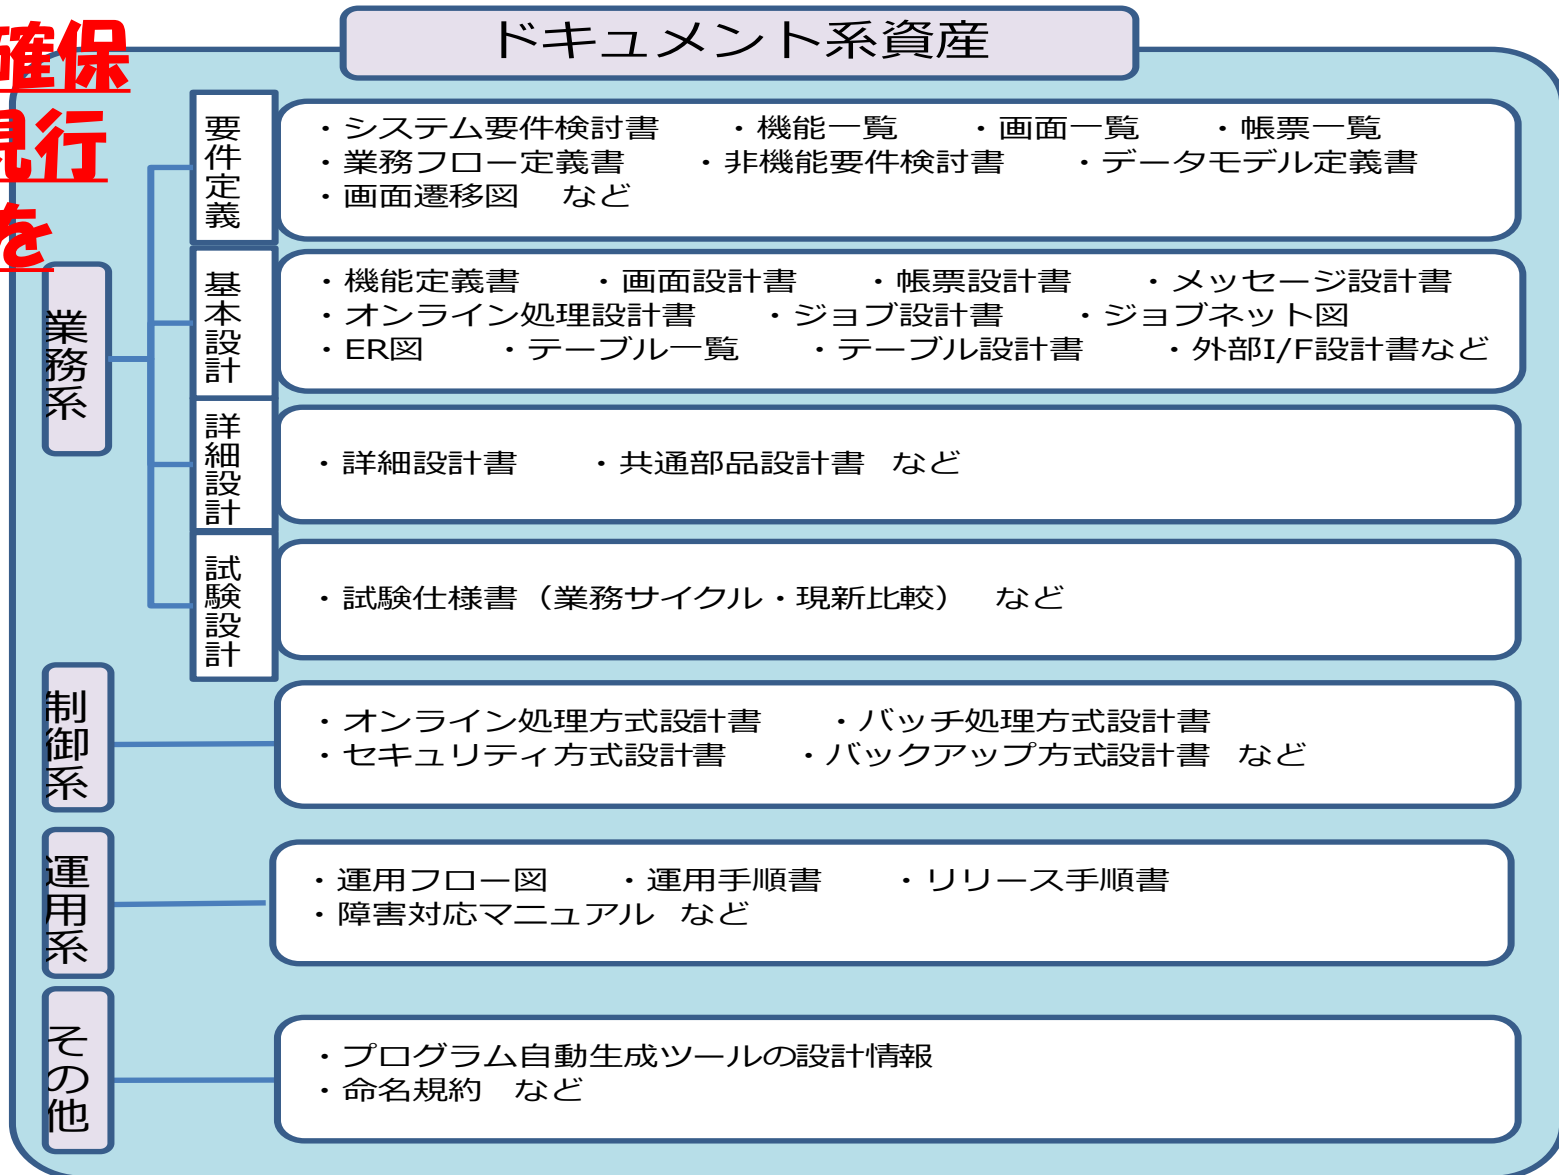 ドキュメント系資産
確保
現行
を
業務系
要件定義
・システム要件検討書　・機能一覧　・画面一覧　・帳票一覧
・業務フロー定義書　・非機能要件検討書　・データモデル定義書
・画面遷移図　など
基本設計
・機能定義書　・画面設計書　・帳票設計書　・メッセージ設計書
・オンライン処理設計書　・ジョブ設計書　・ジョブネット図
・ER図　・テーブル一覧　・テーブル設計書　・外部I/F設計書など
詳細設計
・詳細設計書　・共通部品設計書　など
試験設計
・試験仕様書（業務サイクル・現新比較）　など
制御系
・オンライン処理方式設計書　・バッチ処理方式設計書
・セキュリティ方式設計書　・バックアップ方式設計書　など
運用系
・運用フロー図　・運用手順書　・リリース手順書
・障害対応マニュアル　など
その他
・プログラム自動生成ツールの設計情報
・命名規約　など